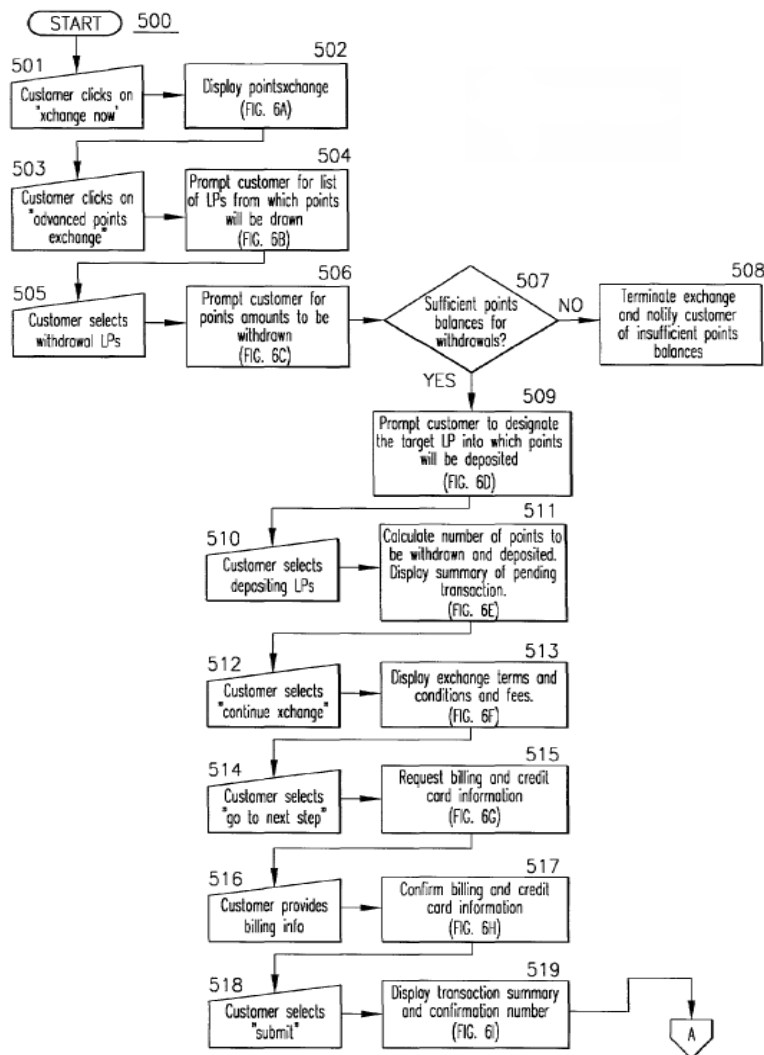 START
500
501
Customer clicks on
"xchange now"
502
Display pointsxchange
(FIG. 6A)
503
Customer clicks on
"advanced points
exchange"
504
Prompt customer for list
of LPs from which points
will be drawn
(FIG. 6B)
505
Customer selects
withdrawal LPs
506
Prompt customer for
points amounts to be
withdrawn
(FIG. 6C)
507
Sufficient points
balances for
withdrawals?
NO
508
Terminate exchange
and notify customer
of insufficient points
balances
YES
509
Prompt customer to designate
the target LP into which points
will be deposited
(FIG. 6D)
510
Customer selects
depositing LPs
511
Calculate number of points to
be withdrawn and deposited.
Display summary of pending
transaction.
(FIG. 6E)
512
Customer selects
"continue xchange"
513
Display exchange terms and
conditions and fees.
(FIG. 6F)
514
Customer selects
"go to next step"
515
Request billing and credit
card information
(FIG. 6G)
516
Customer provides
billing info
517
Confirm billing and credit
card information
(FIG. 6H)
518
Customer selects
"submit"
519
Display transaction summary
and confirmation number
(FIG. 6I)
A